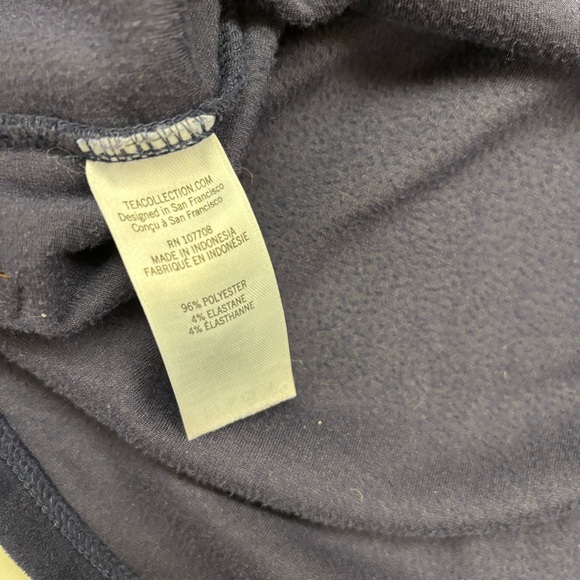 TEACOLLECTION.COM
Designed in San Francisco
Conçu à San Francisco
RN 107708
MADE IN INDONESIA
FABRIQUÉ EN INDONÉSIE
96% POLYESTER
4% ELASTANE
4% ÉLASTHANNE